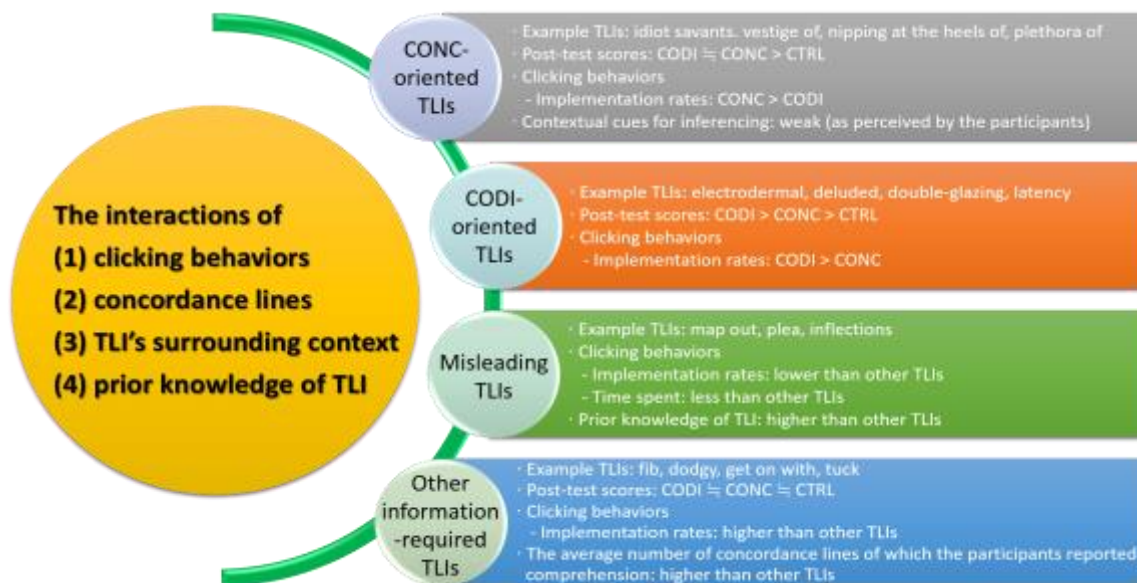 The interactions of
(1) clicking behaviors
(2) concordance lines
(3) TLI's surrounding context
(4) prior knowledge of TLI
CONC-
oriented
TLIs
· Example TLIs: idiot savants. vestige of, nipping at the heels of, plethora of
· Post-test scores: CODI ≒ CONC > CTRL
· Clicking behaviors
- Implementation rates: CONC > CODI
· Contextual cues for inferencing: weak (as perceived by the participants)
CODI-
oriented
TLIs
· Example TLIs: electrodermal, deluded, double-glazing, latency
· Post-test scores: CODI > CONC > CTRL
· Clicking behaviors
- Implementation rates: CODI > CONC
Misleading
TLIs
· Example TLIs: map out, plea, inflections
· Clicking behaviors
- Implementation rates: lower than other TLIs
- Time spent: less than other TLIs
· Prior knowledge of TLI: higher than other TLIs
Other
information
-required
TLIs
· Example TLIs: fib, dodgy, get on with, tuck
· Post-test scores: CODI ≒ CONC ≒ CTRL
· Clicking behaviors
- Implementation rates: higher than other TLIs
· The average number of concordance lines of which the participants reported
comprehension: higher than other TLIs